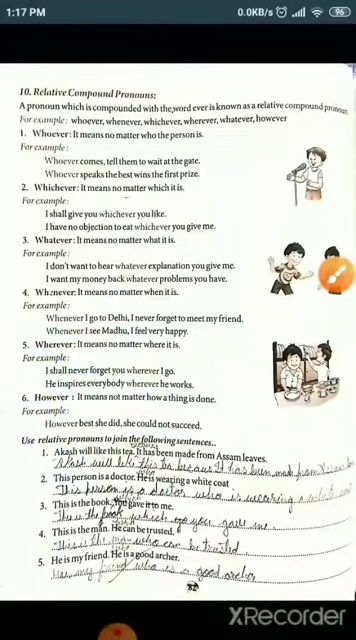 1:17 PM 0.0KB/s 96
10. Relative Compound Pronouns:
A pronoun which is compounded with the word ever is known as a relative compound pronoun
For example: whoever, whenever, whichever, wherever, whatever, however
1. Whoever: It means no matter who the person is.
For example:
Whoever comes, tell them to wait at the gate.
Whoever speaks the best wins the first prize.
2. Whichever: It means no matter which it is.
For example:
I shall give you whichever you like.
I have no objection to eat whichever you give me.
3. Whatever: It means no matter what it is.
For example:
I don't want to hear whatever explanation you give me.
I want my money back whatever problems you have.
4. Whenever: It means no matter when it is.
For example:
Whenever I go to Delhi, I never forget to meet my friend.
Whenever I see Madhu, I feel very happy.
5. Wherever: It means no matter where it is.
For example:
I shall never forget you wherever I go.
He inspires everybody wherever he works.
6. However: It means not matter how a thing is done.
For example:
However best she did, she could not succeed.
Use relative pronouns to join the following sentences..
1. Akash will like this tea. It has been made from Assam leaves.
Akash will like this tea because It has been made from
2. This person is a doctor. He is wearing a white coat
who
This person is a doctor who is wearing a white
3. This is the book. You gave it to me.
which
This is the book which you gave me
4. This is the man. He can be trusted.
This is the man who can be trusted
5. He is my friend. He is a good archer.
who
my friend who is a good archer
XRecorder